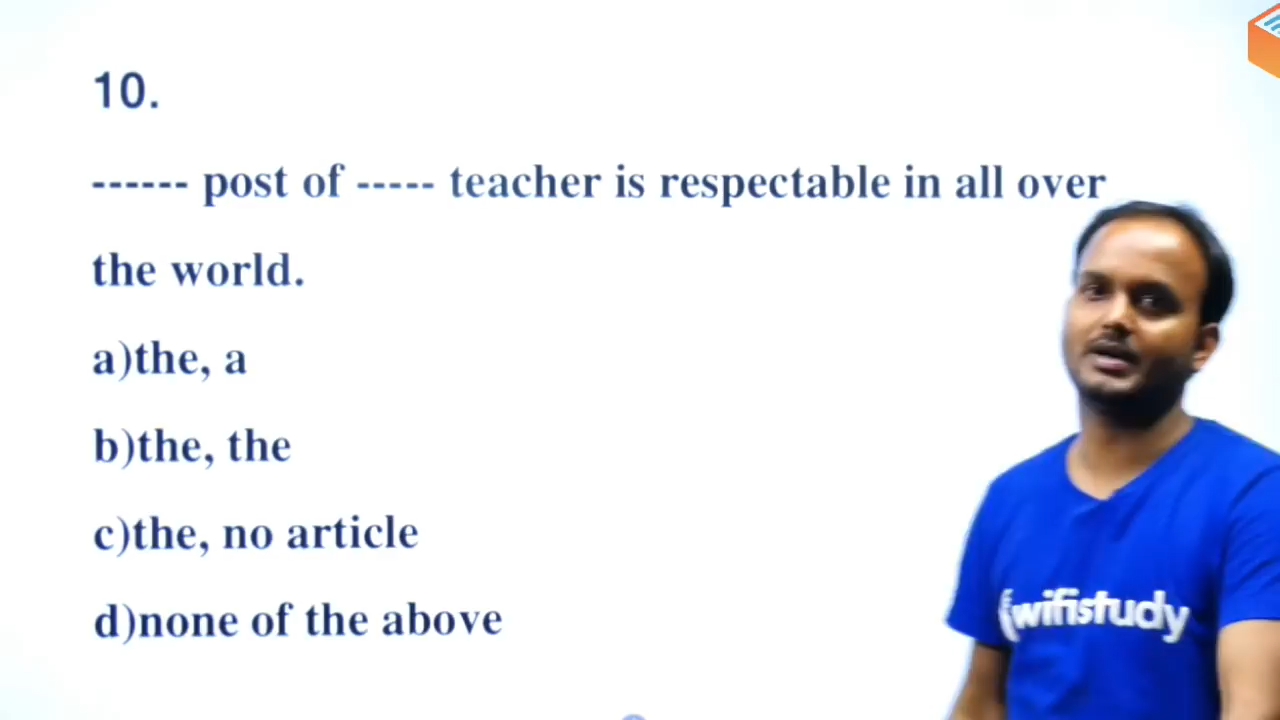 10.
------ post of ----- teacher is respectable in all over
the world.
a)the, a
b)the, the
c)the, no article
d)none of the above
wifistudy